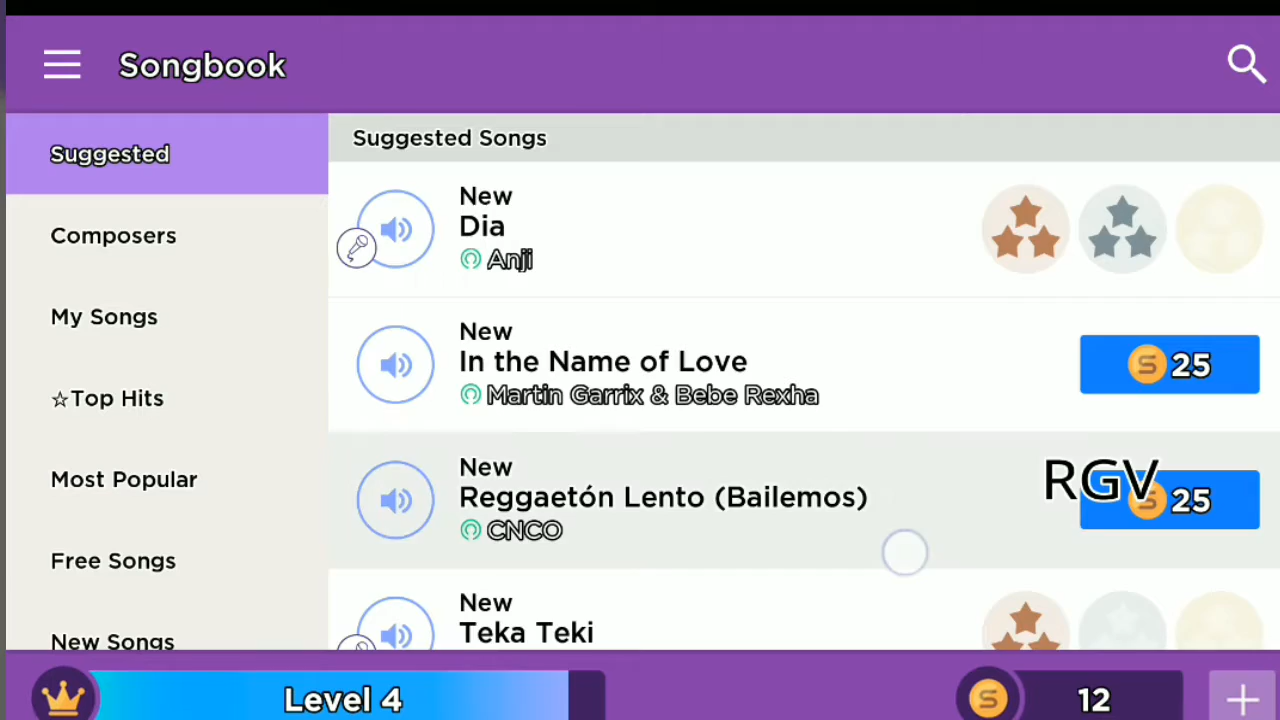 Songbook
Suggested
Composers
My Songs
☆Top Hits
Most Popular
Free Songs
New Songs
Suggested Songs
New
Dia
Anji
New
In the Name of Love
Martin Garrix & Bebe Rexha
S 25
New
Reggaetón Lento (Bailemos)
CNCO
RGV
S 25
New
Teka Teki
Level 4
S 12